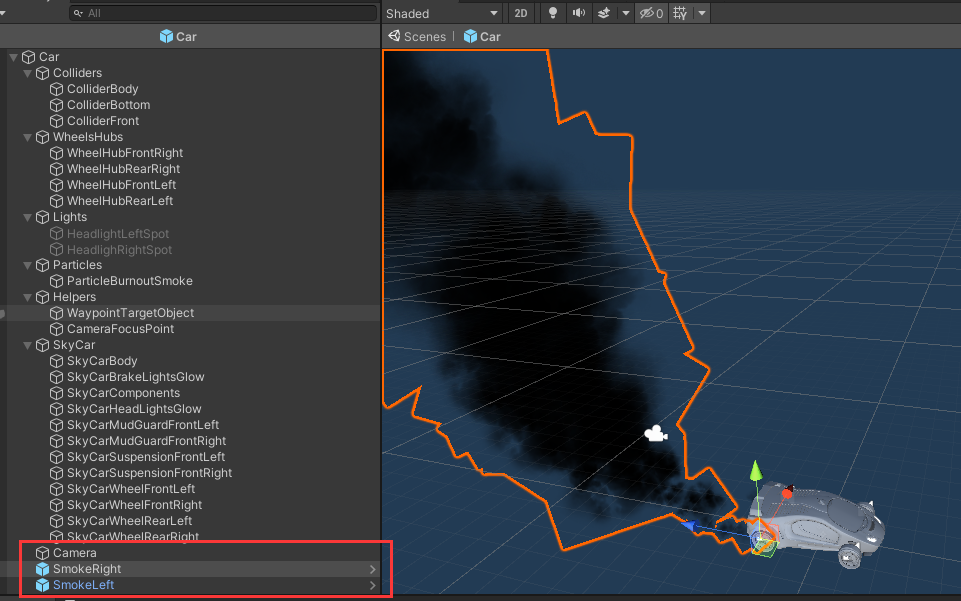 All
Shaded
2D
0
Car
Scenes
Car
Car
Colliders
ColliderBody
ColliderBottom
ColliderFront
WheelsHubs
WheelHubFrontRight
WheelHubRearRight
WheelHubFrontLeft
WheelHubRearLeft
Lights
HeadlightLeftSpot
HeadlighRightSpot
Particles
ParticleBurnoutSmoke
Helpers
WaypointTargetObject
CameraFocusPoint
SkyCar
SkyCarBody
SkyCarBrakeLightsGlow
SkyCarComponents
SkyCarHeadLightsGlow
SkyCarMudGuardFrontLeft
SkyCarMudGuardFrontRight
SkyCarSuspensionFrontLeft
SkyCarSuspensionFrontRight
SkyCarWheelFrontLeft
SkyCarWheelFrontRight
SkyCarWheelRearLeft
SkyCarWheelRearRight
Camera
SmokeRight
SmokeLeft